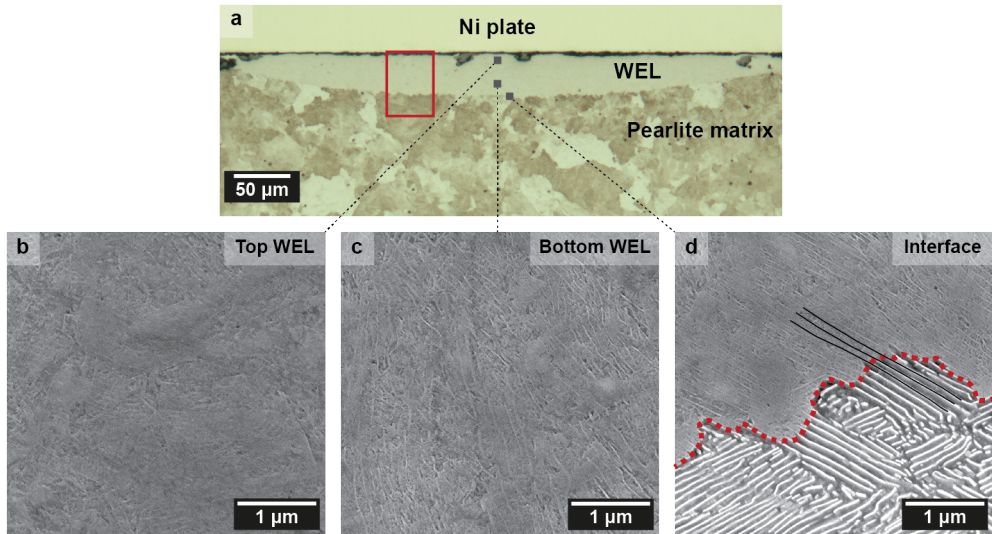 a
Ni plate
WEL
Pearlite matrix
50 µm
b
Top WEL
1 µm
c
Bottom WEL
1 µm
d
Interface
1 µm